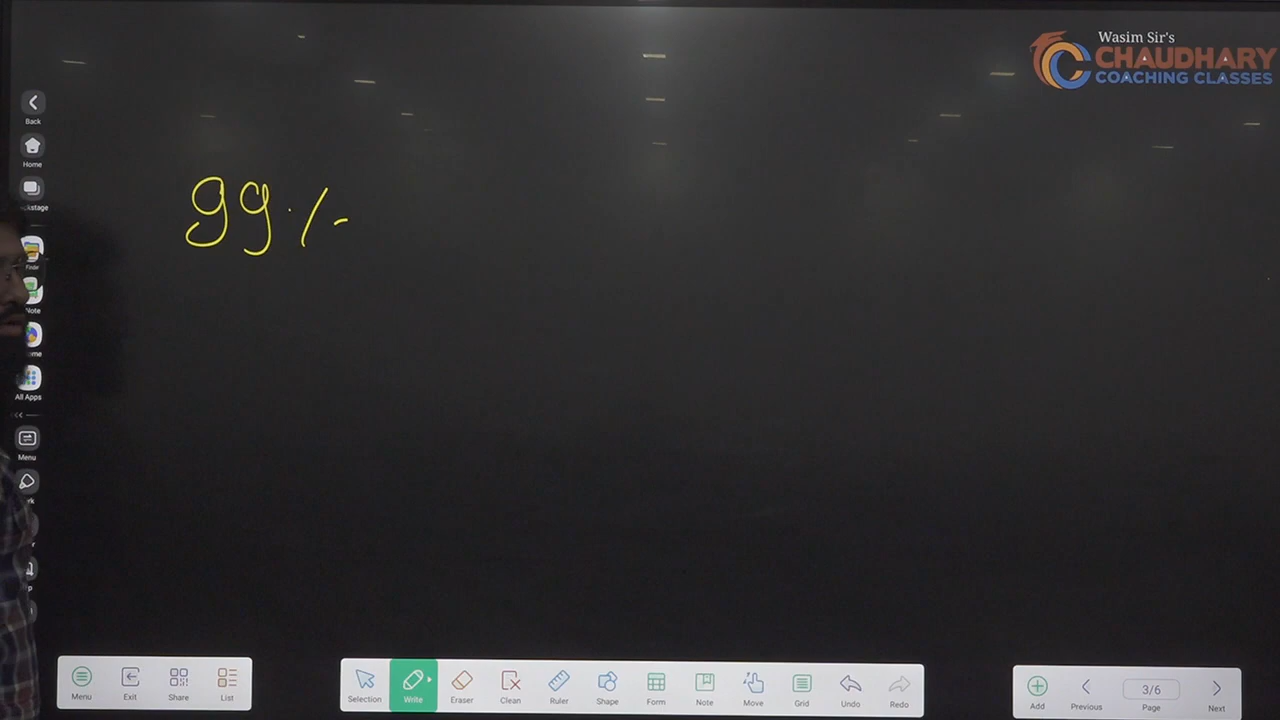 Wasim Sir's
CHAUDHARY
COACHING CLASSES
Back
Home
99%
All Apps
Menu
Menu
Exit
Share
List
Selection
Write
Eraser
Clean
Ruler
Shape
Form
Note
Move
Grid
Undo
Redo
Add
Previous
3/6
Page
Next